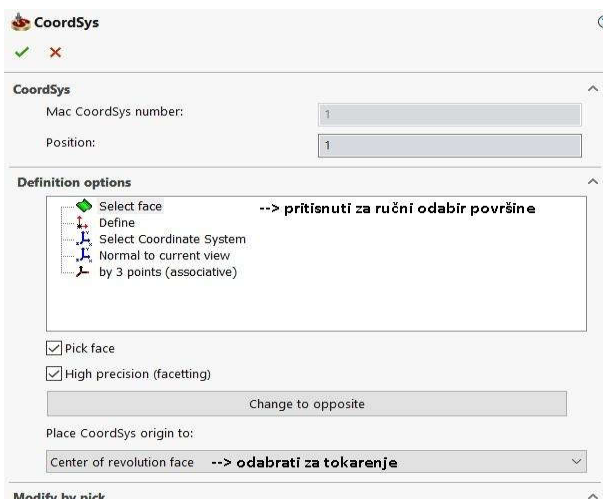 CoordSys
CoordSys
Mac CoordSys number:
1
Position:
1
Definition options
Select face --> pritisnuti za ručni odabir površine
Define
Select Coordinate System
Normal to current view
by 3 points (associative)
Pick face
High precision (facetting)
Change to opposite
Place CoordSys origin to:
Center of revolution face --> odabrati za tokarenje
Modify by pick